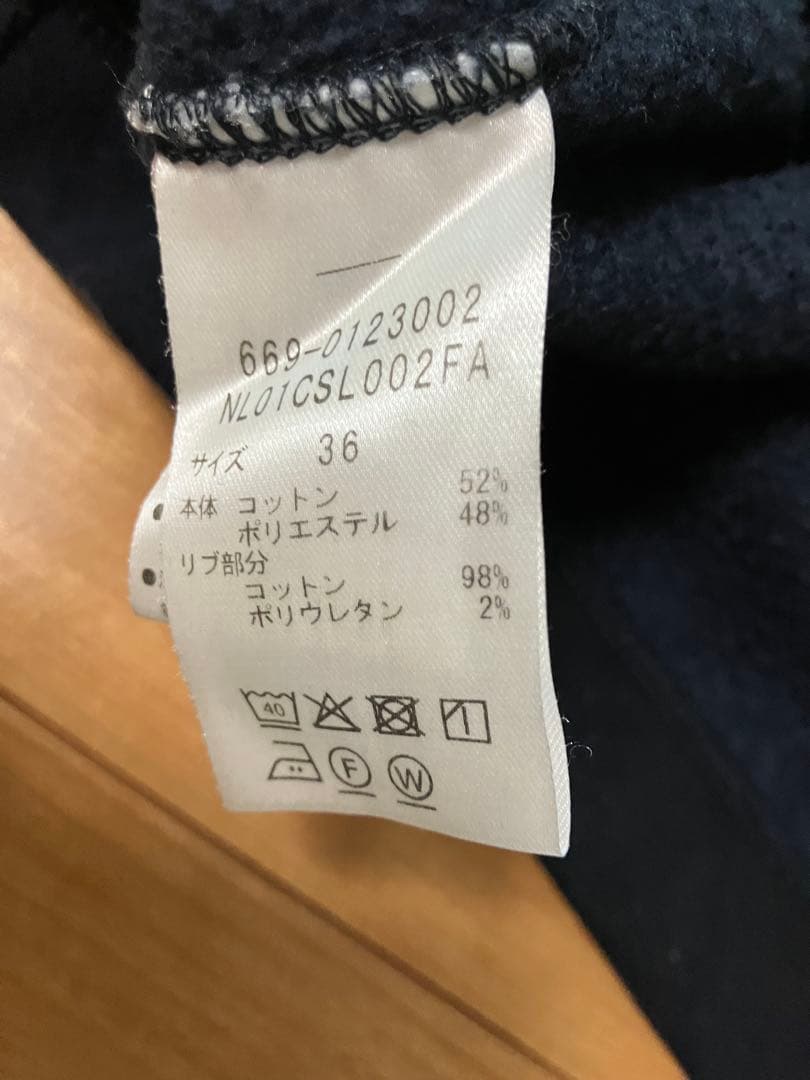 669-0123002
NL01CSL002FA
サイズ 36
本体 コットン 52%
ポリエステル 48%
リブ部分
コットン 98%
ポリウレタン 2%
40
F W